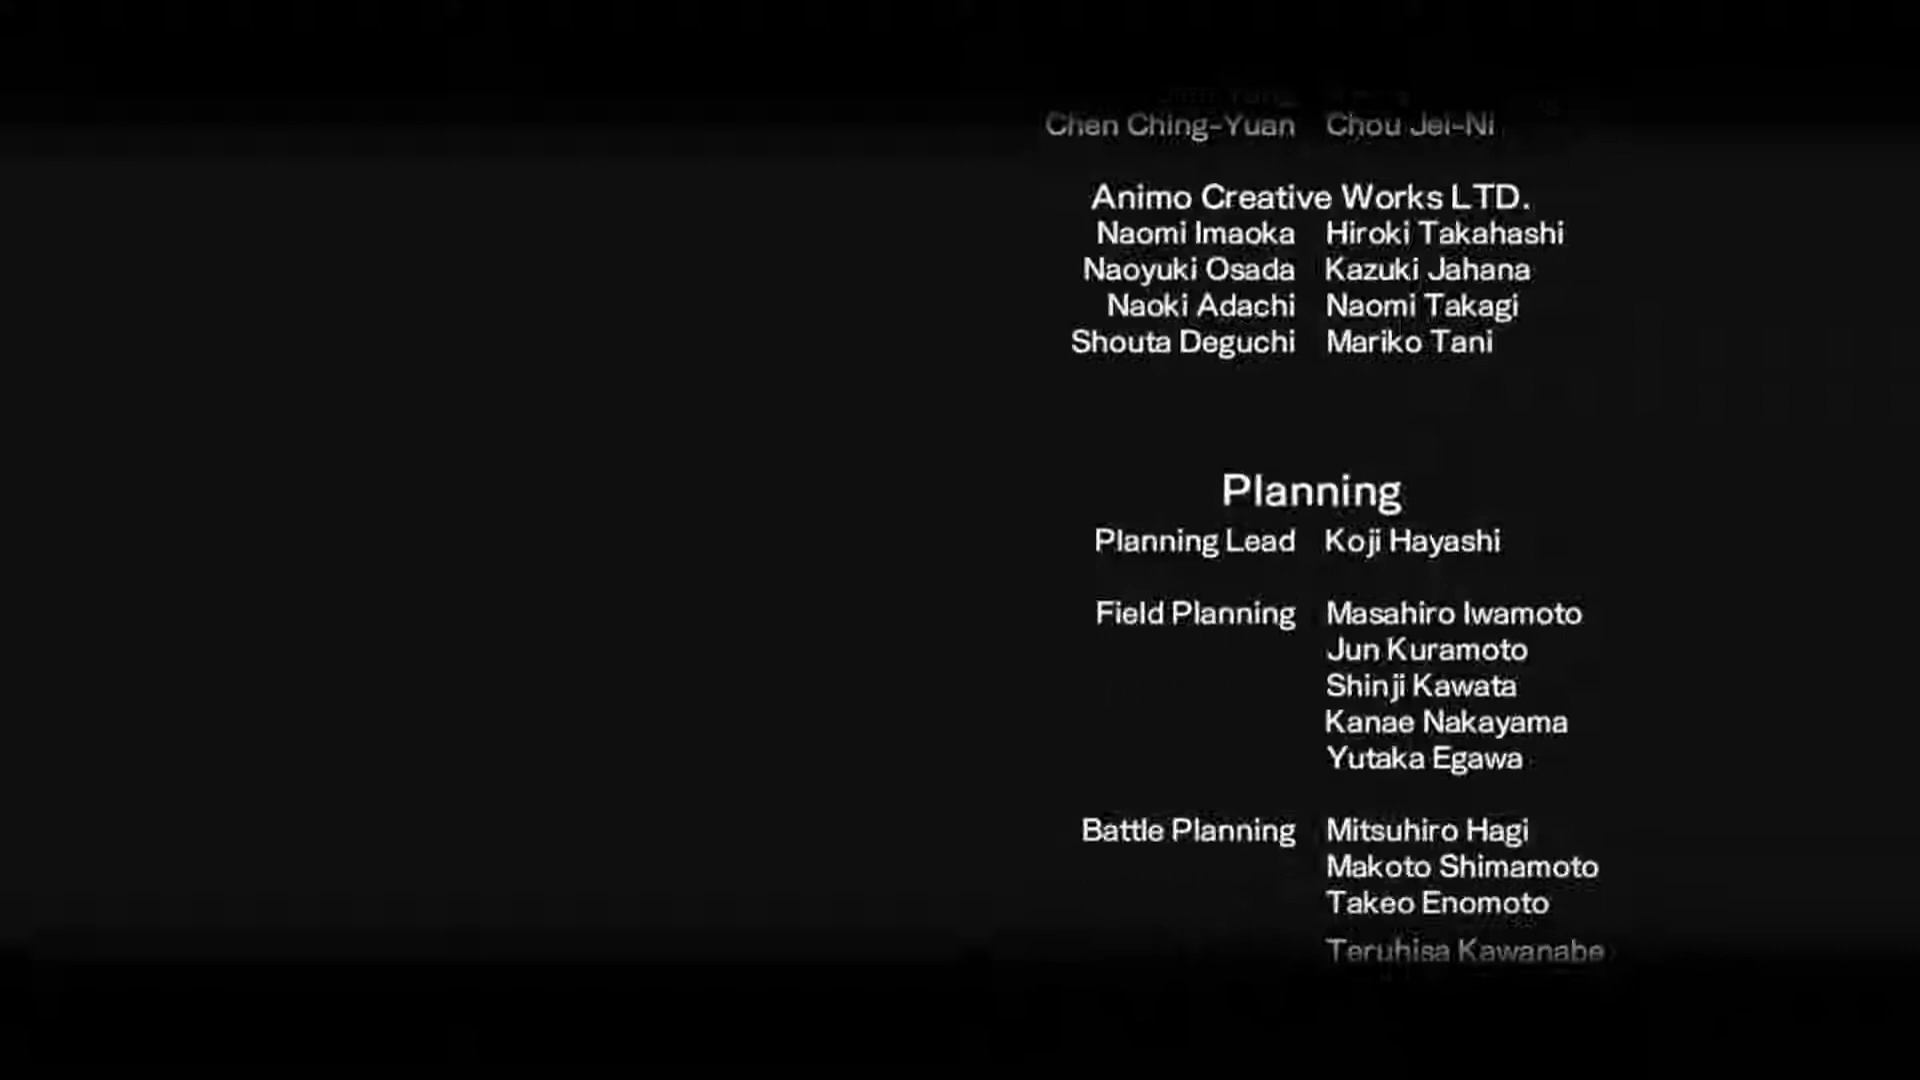 Chen Ching-Yuan Chou Jei-Ni
Animo Creative Works LTD.
Naomi Imaoka Hiroki Takahashi
Naoyuki Osada Kazuki Jahana
Naoki Adachi Naomi Takagi
Shouta Deguchi Mariko Tani
Planning
Planning Lead Koji Hayashi
Field Planning Masahiro Iwamoto
Jun Kuramoto
Shinji Kawata
Kanae Nakayama
Yutaka Egawa
Battle Planning Mitsuhiro Hagi
Makoto Shimamoto
Takeo Enomoto
Teruhisa Kawanabe